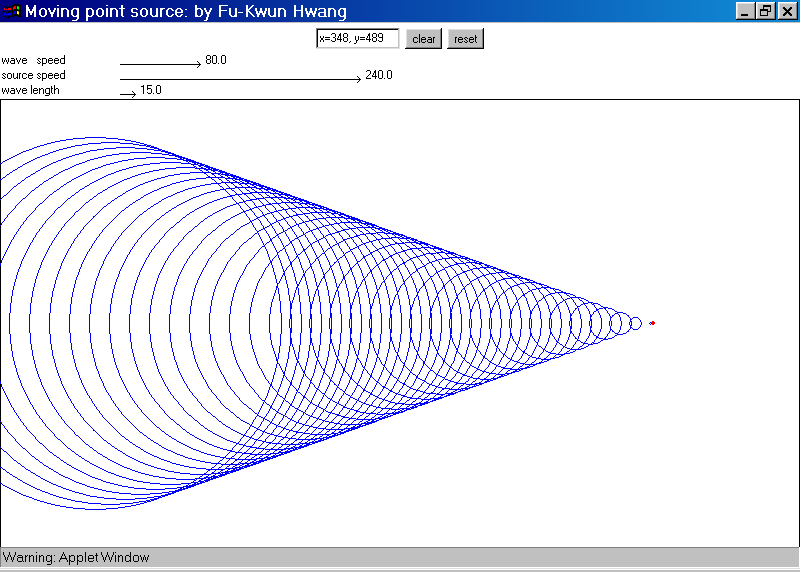 Moving point source: by Fu-Kwun Hwang
x=348, y=489 clear reset
wave speed 80.0
source speed 240.0
wave length 15.0
Warning: Applet Window